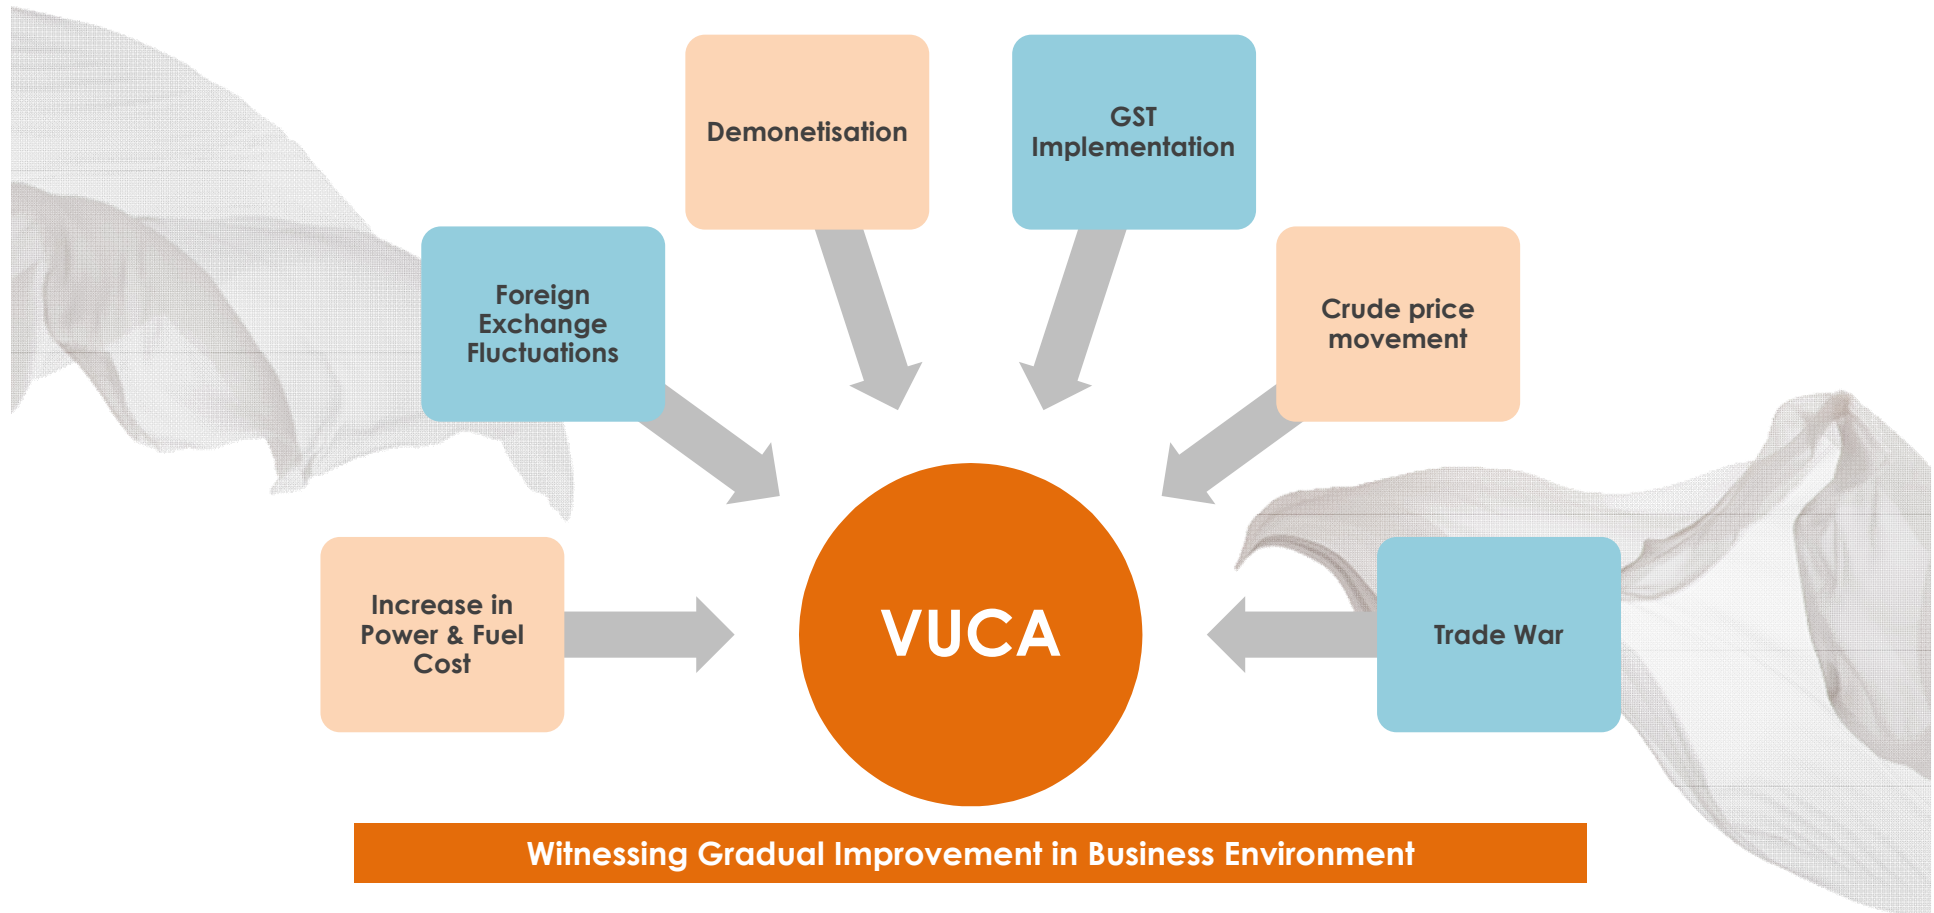 Demonetisation
GST
Implementation
Foreign
Exchange
Fluctuations
Crude price
movement
Increase in
Power & Fuel
Cost
VUCA
Trade War
Witnessing Gradual Improvement in Business Environment